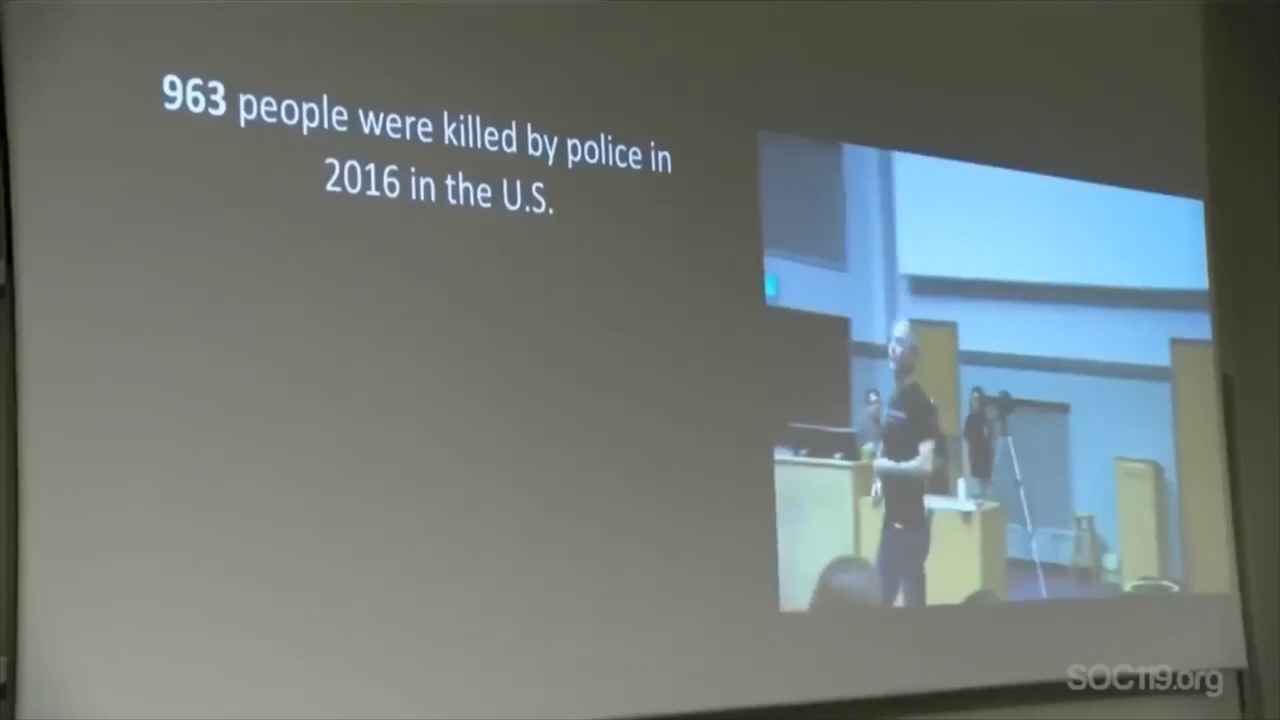 963 people were killed by police in
2016 in the U.S.
SOC119.org